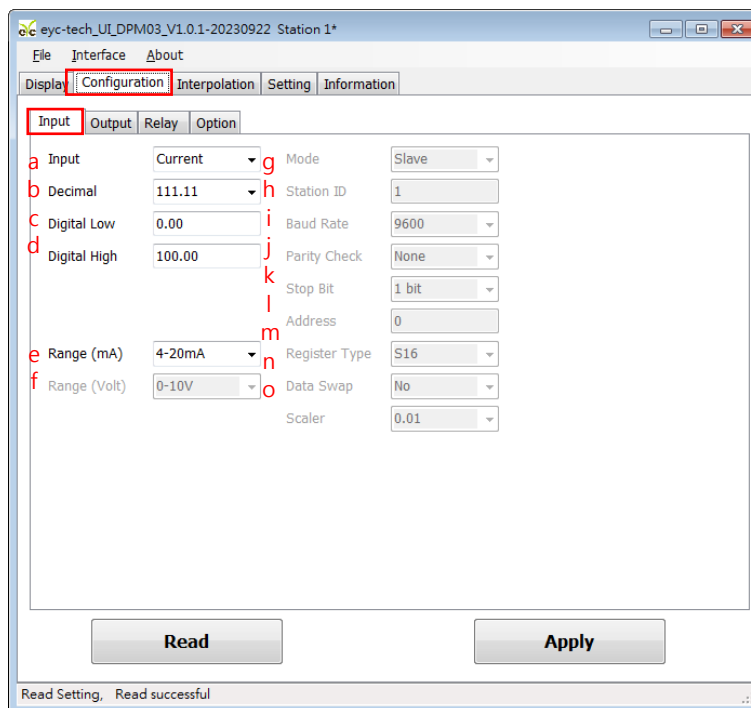 eyc-tech_UI_DPM03_V1.0.1-20230922 Station 1*
File Interface About
Display Configuration Interpolation Setting Information
Input Output Relay Option
a Input Current g Mode Slave
b Decimal 111.11 h Station ID 1
c Digital Low 0.00 i Baud Rate 9600
d Digital High 100.00 j Parity Check None
k Stop Bit 1 bit
l Address 0
e Range (mA) 4-20mA m Register Type S16
f Range (Volt) 0-10V n Data Swap No
o Scaler 0.01
Read Apply
Read Setting, Read successful